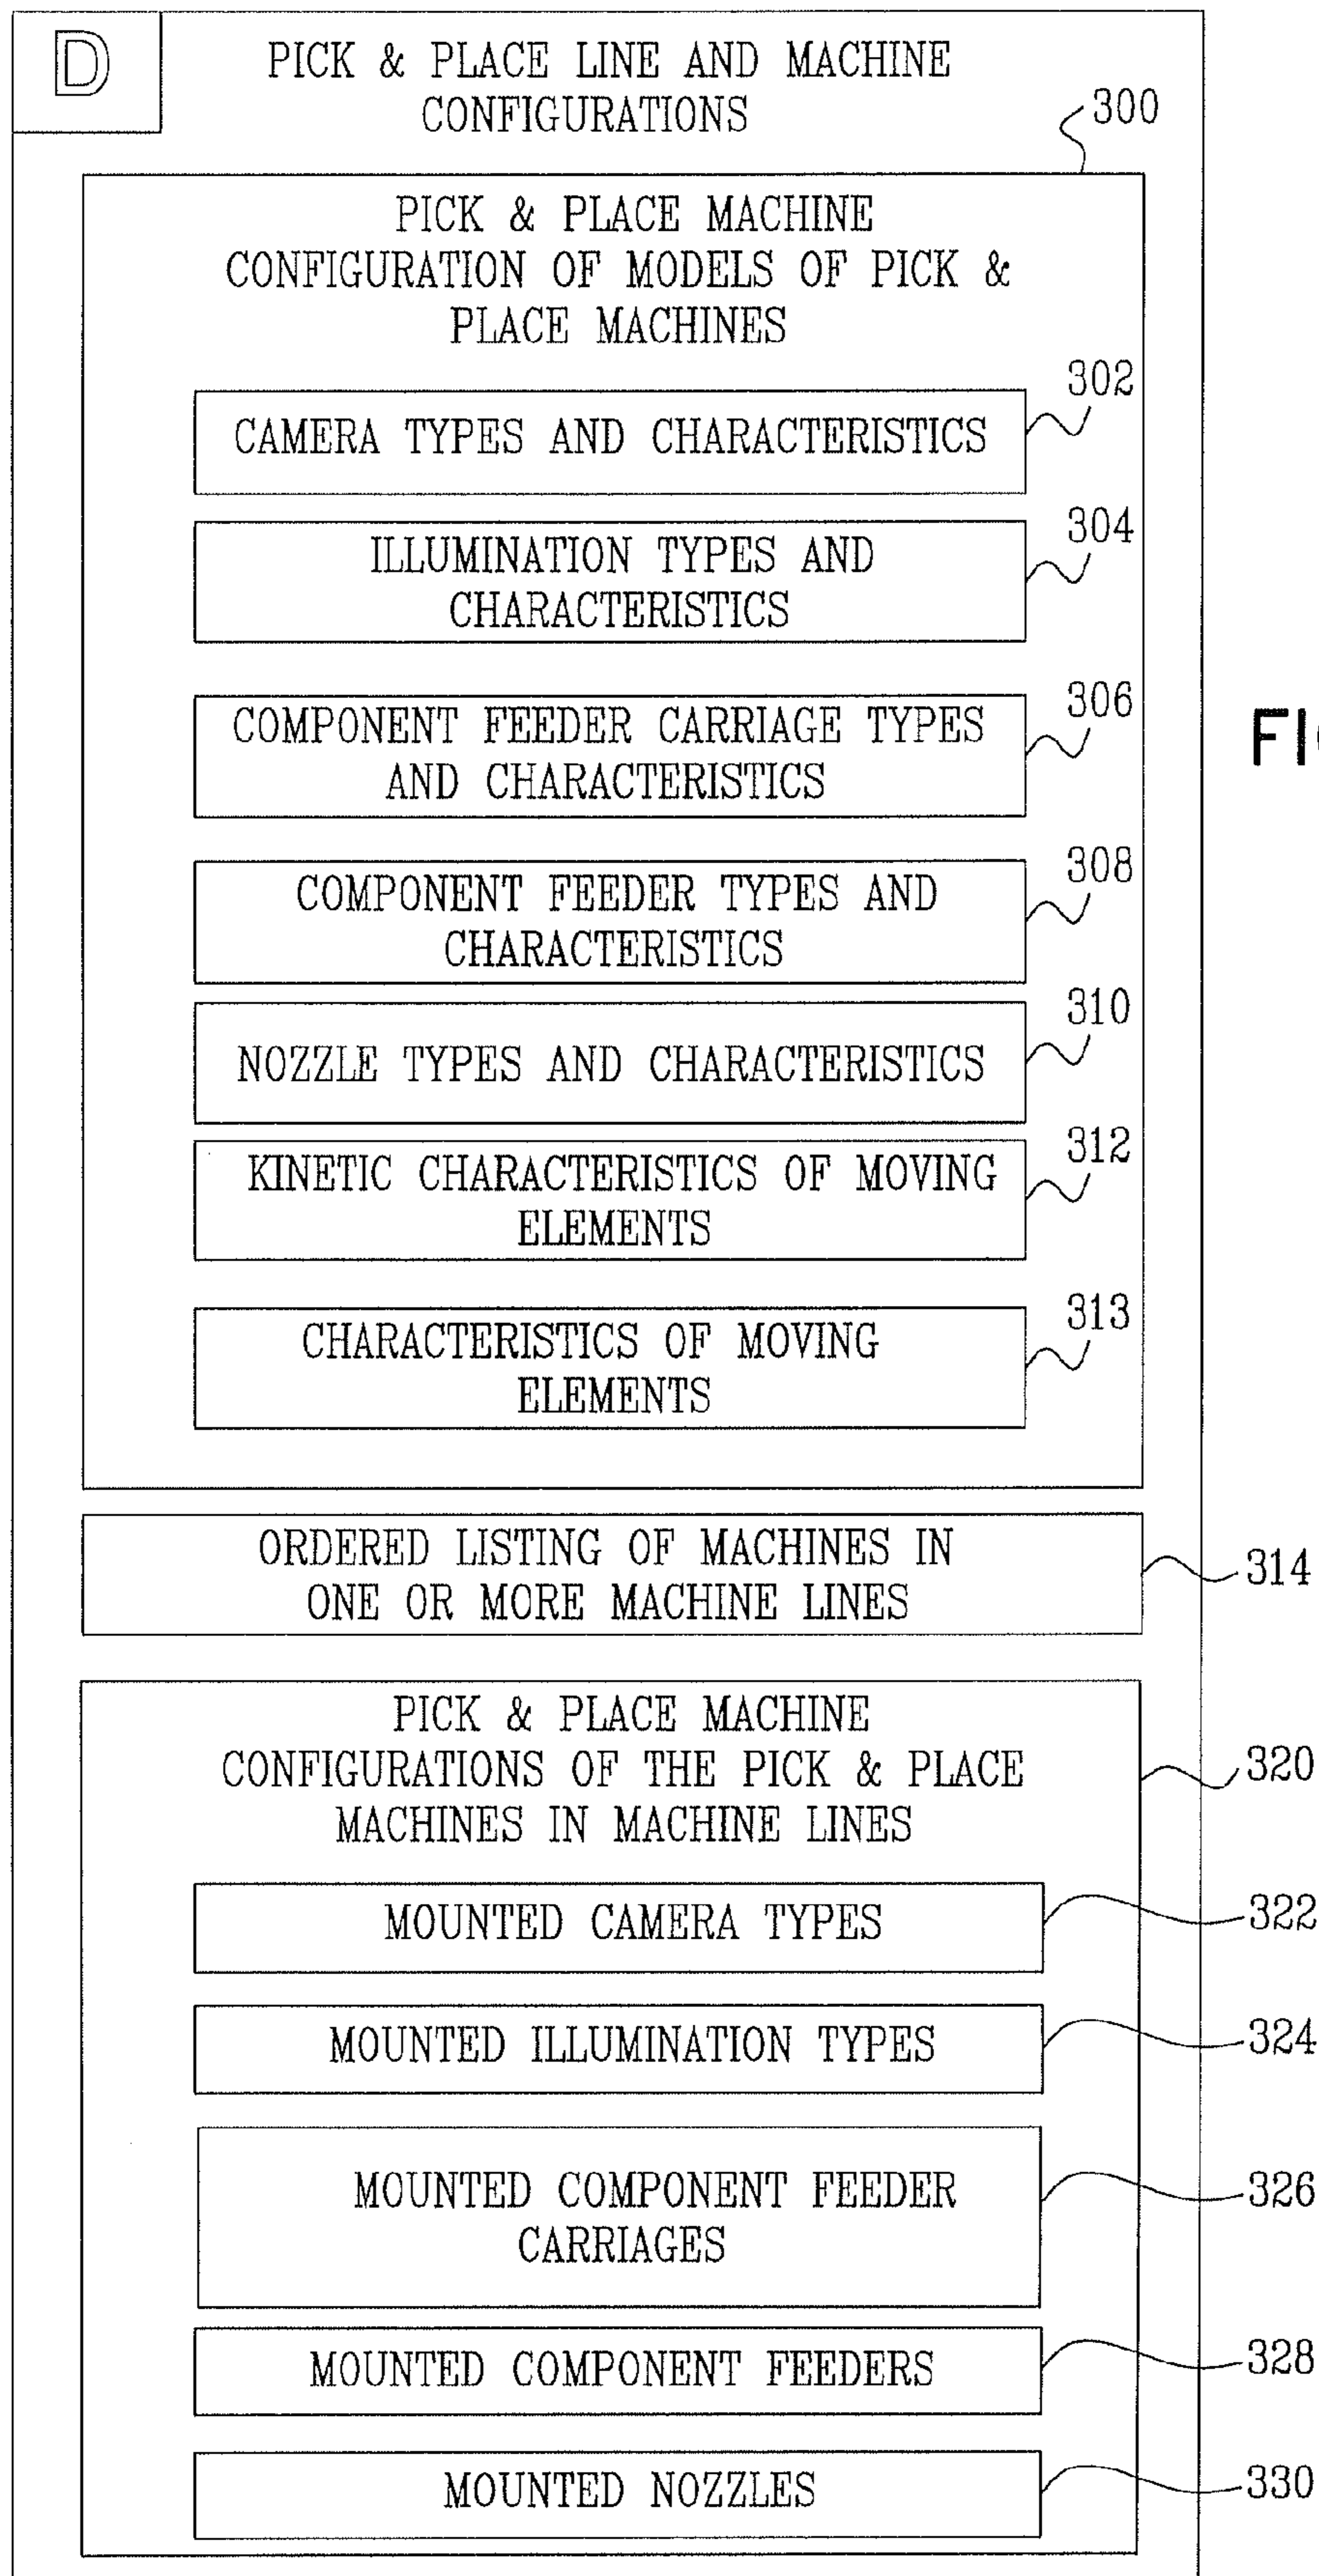 D
PICK & PLACE LINE AND MACHINE
CONFIGURATIONS
300
PICK & PLACE MACHINE
CONFIGURATION OF MODELS OF PICK &
PLACE MACHINES
302
CAMERA TYPES AND CHARACTERISTICS
304
ILLUMINATION TYPES AND
CHARACTERISTICS
306
COMPONENT FEEDER CARRIAGE TYPES
AND CHARACTERISTICS
FI
308
COMPONENT FEEDER TYPES AND
CHARACTERISTICS
310
NOZZLE TYPES AND CHARACTERISTICS
312
KINETIC CHARACTERISTICS OF MOVING
ELEMENTS
313
CHARACTERISTICS OF MOVING
ELEMENTS
ORDERED LISTING OF MACHINES IN
ONE OR MORE MACHINE LINES
314
PICK & PLACE MACHINE
CONFIGURATIONS OF THE PICK & PLACE
MACHINES IN MACHINE LINES
320
MOUNTED CAMERA TYPES
322
MOUNTED ILLUMINATION TYPES
324
MOUNTED COMPONENT FEEDER
CARRIAGES
326
MOUNTED COMPONENT FEEDERS
328
MOUNTED NOZZLES
330